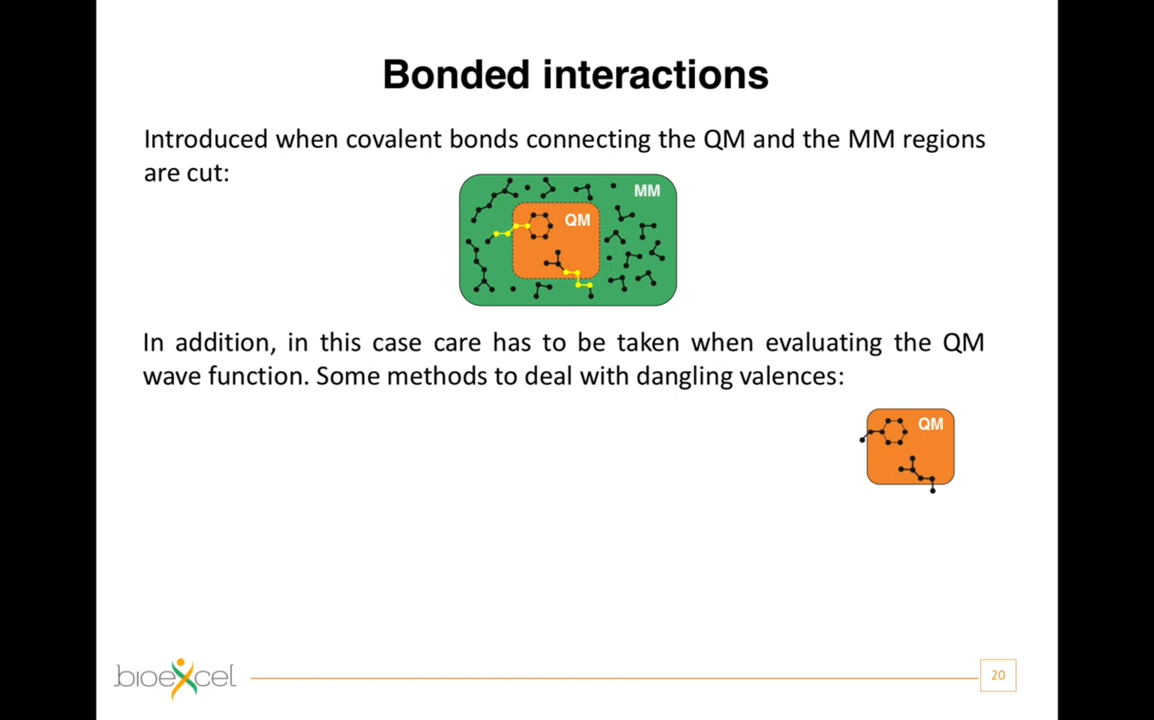 Bonded interactions
Introduced when covalent bonds connecting the QM and the MM regions
are cut:
MM
QM
In addition, in this case care has to be taken when evaluating the QM
wave function. Some methods to deal with dangling valences:
QM
bioexcel
20